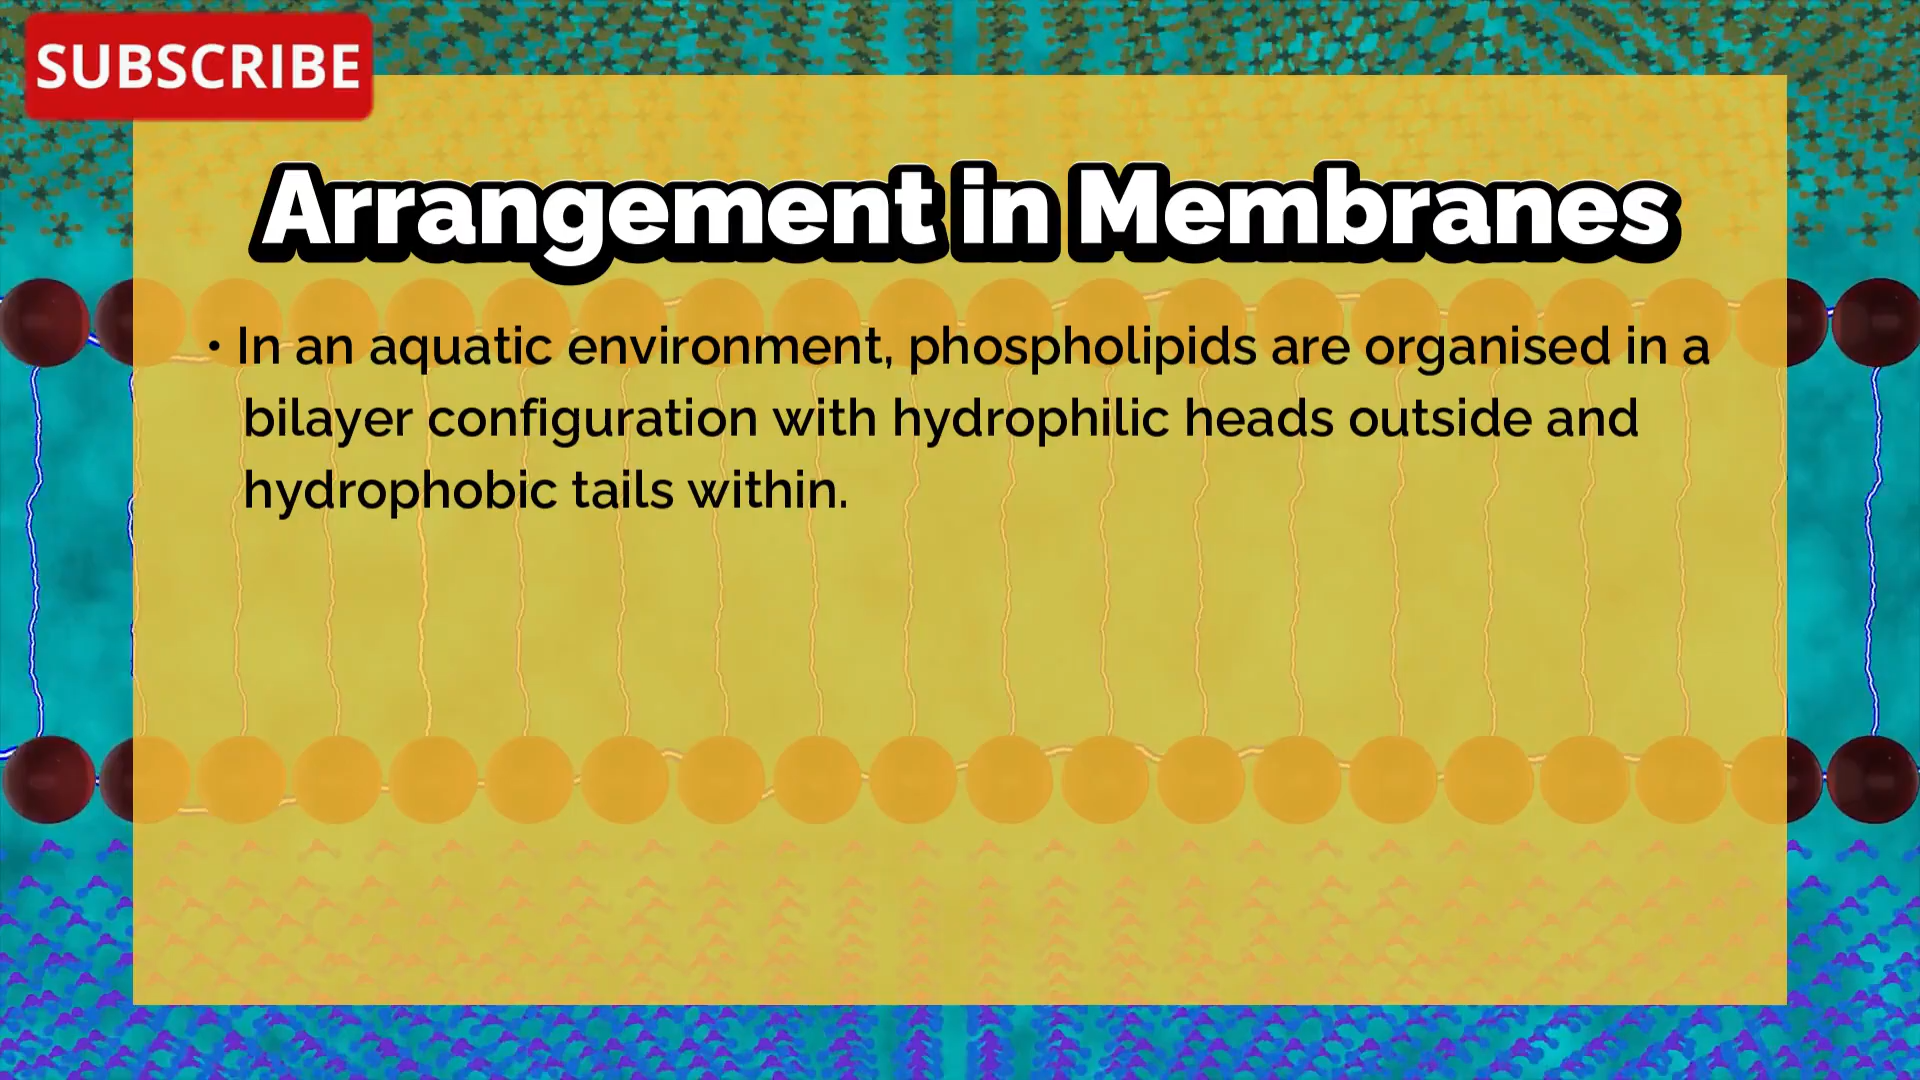 SUBSCRIBE
Arrangement in Membranes
• In an aquatic environment, phospholipids are organised in a
bilayer configuration with hydrophilic heads outside and
hydrophobic tails within.